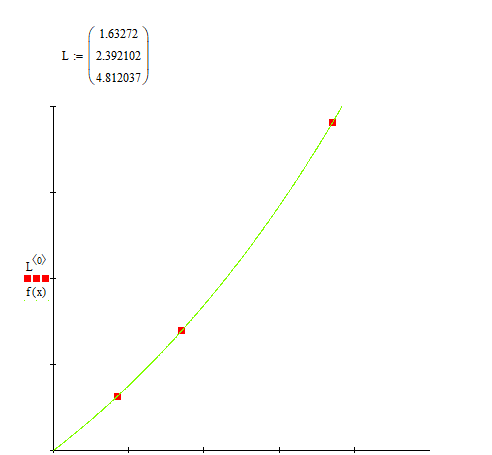 L := 1.63272
2.392102
4.812037
L⟨0⟩
f(x)